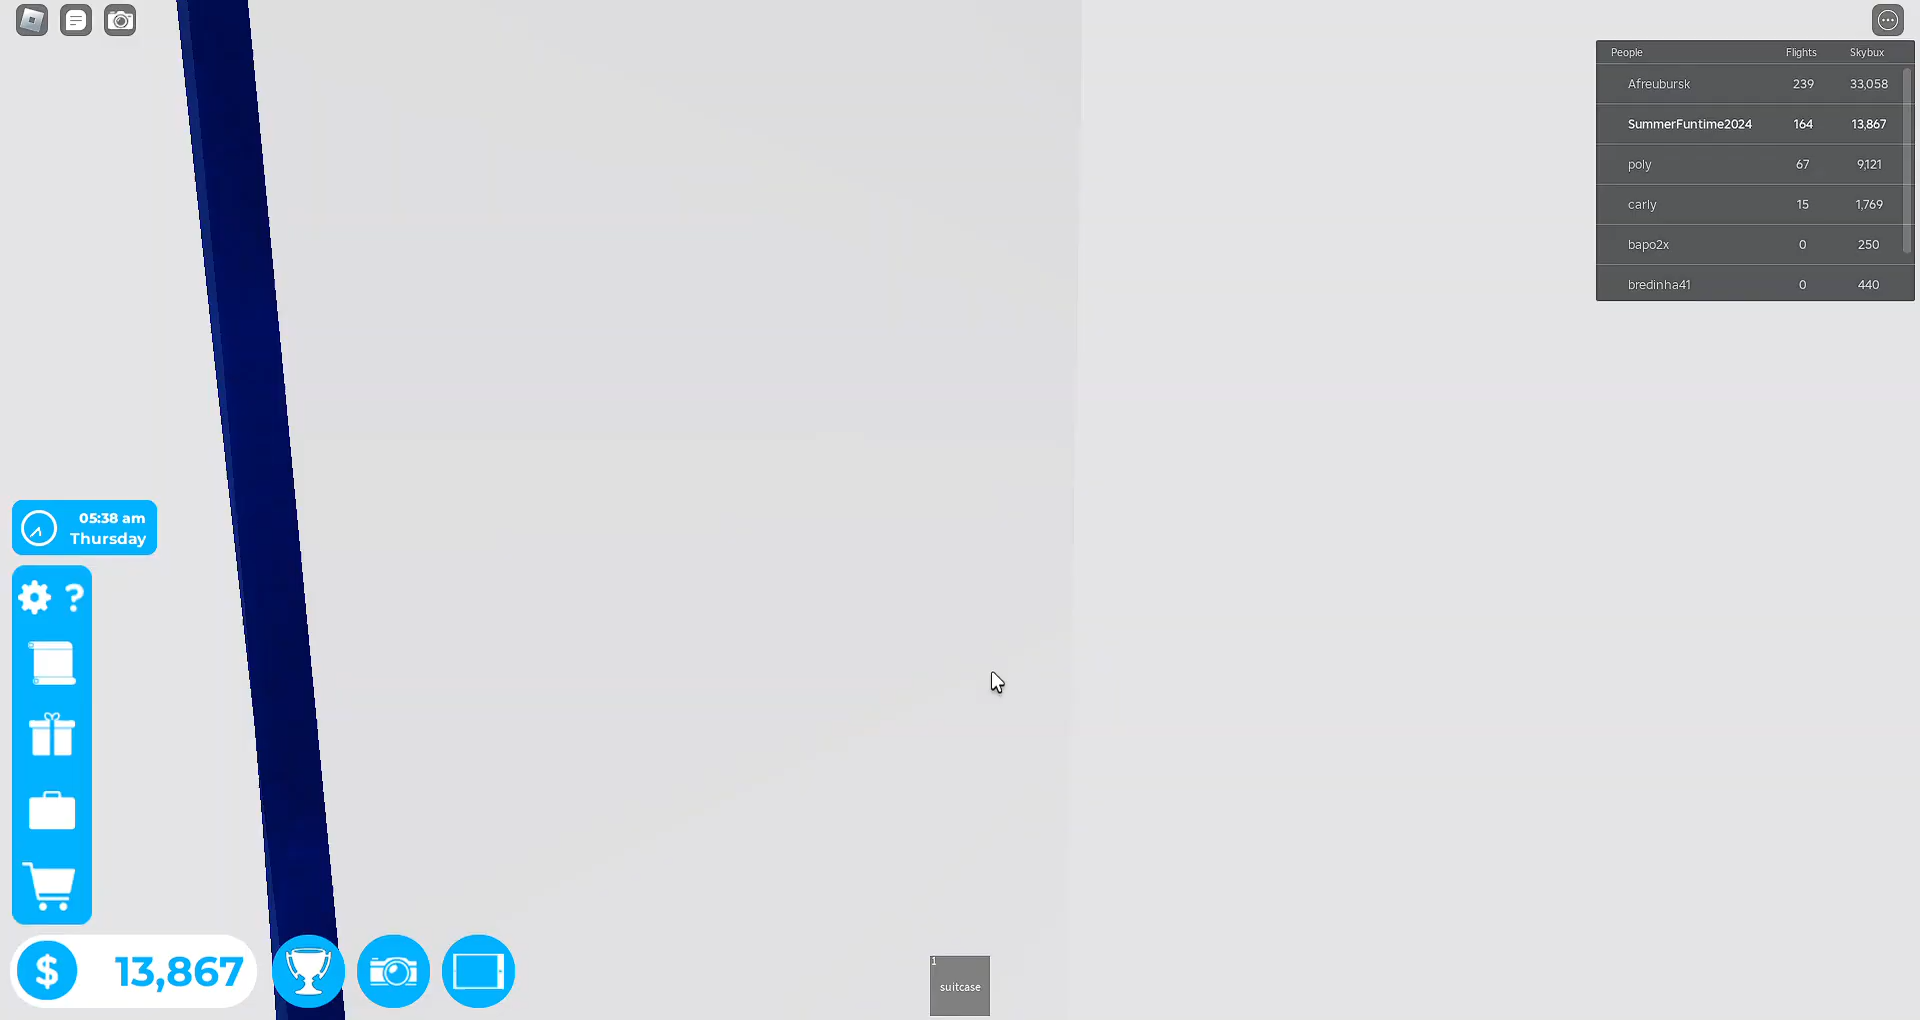 People Flights Skybux
Afreubursk 239 33,058
SummerFuntime2024 164 13,867
poly 67 9,121
carly 15 1,769
bapo2x 0 250
bredinha41 0 440
05:38 am
Thursday
?
$ 13,867
1
suitcase